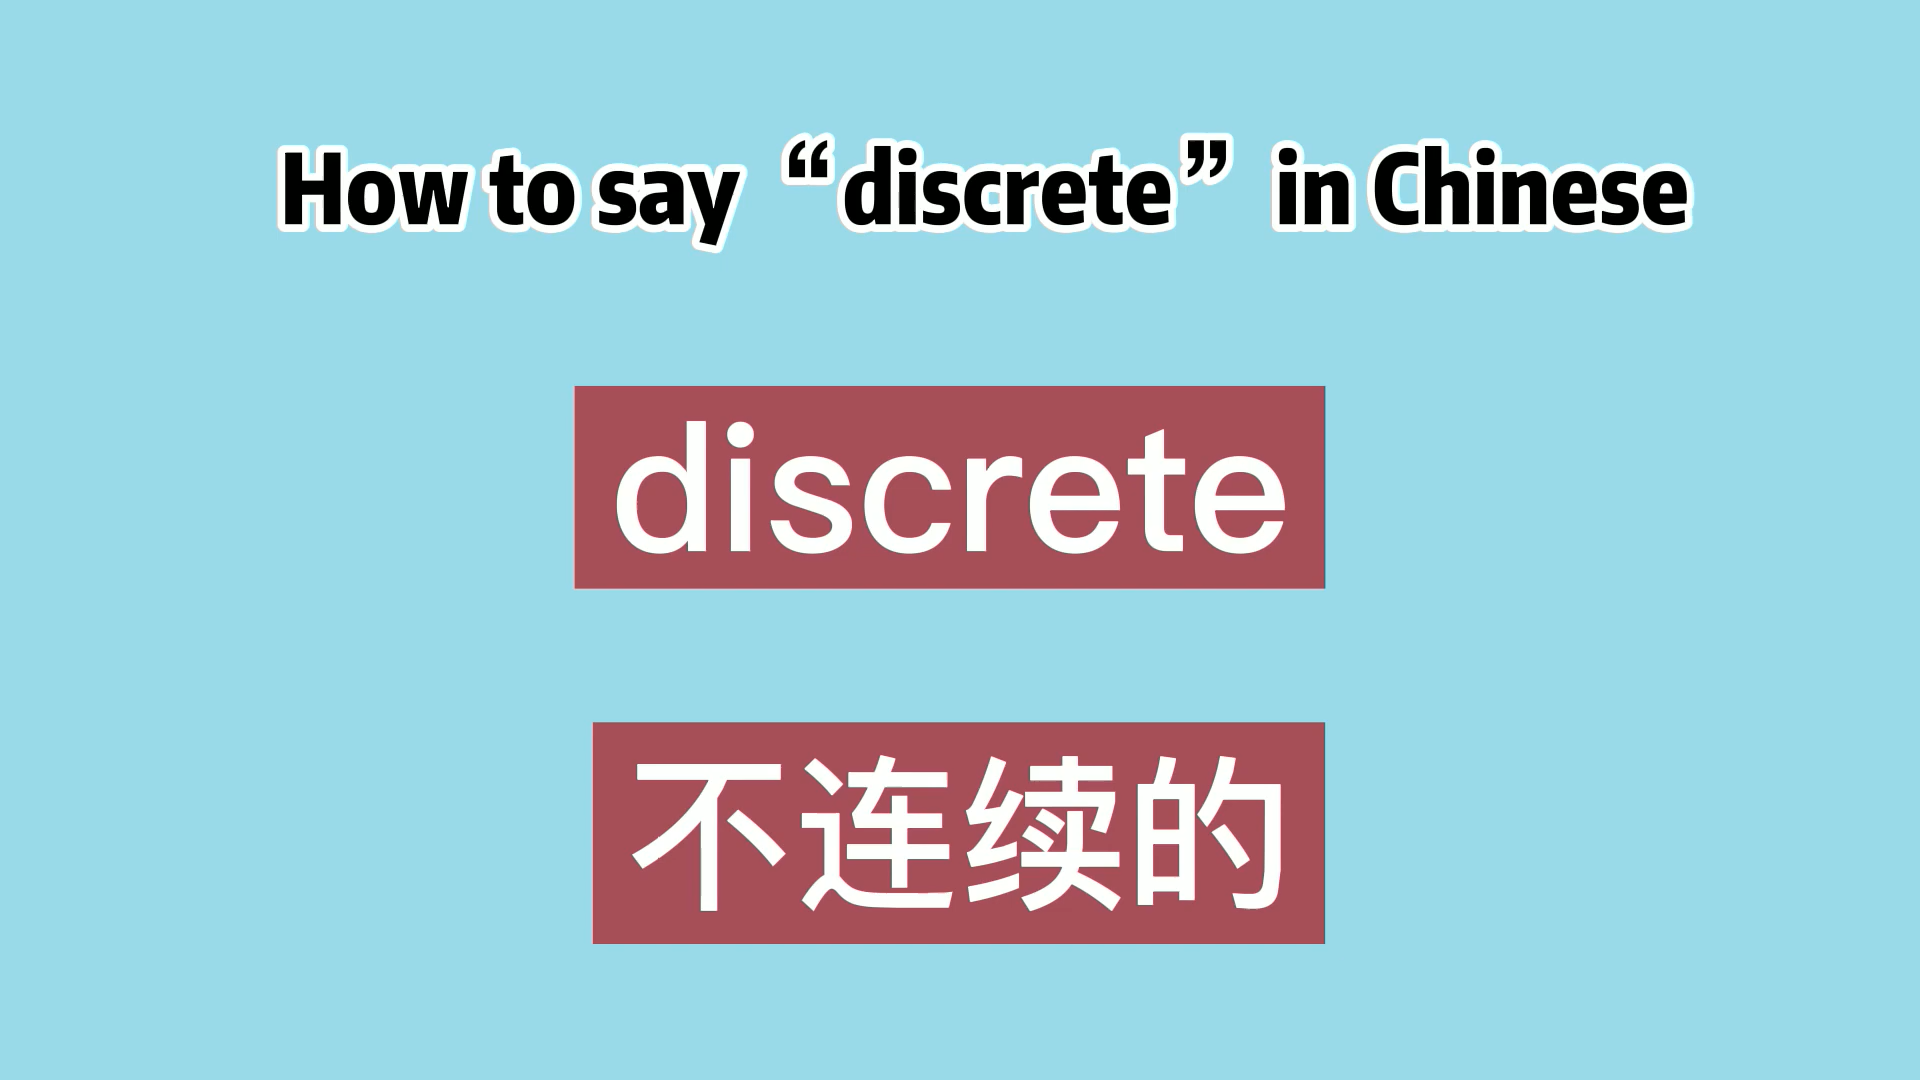 How to say “discrete” in Chinese
discrete
不连续的